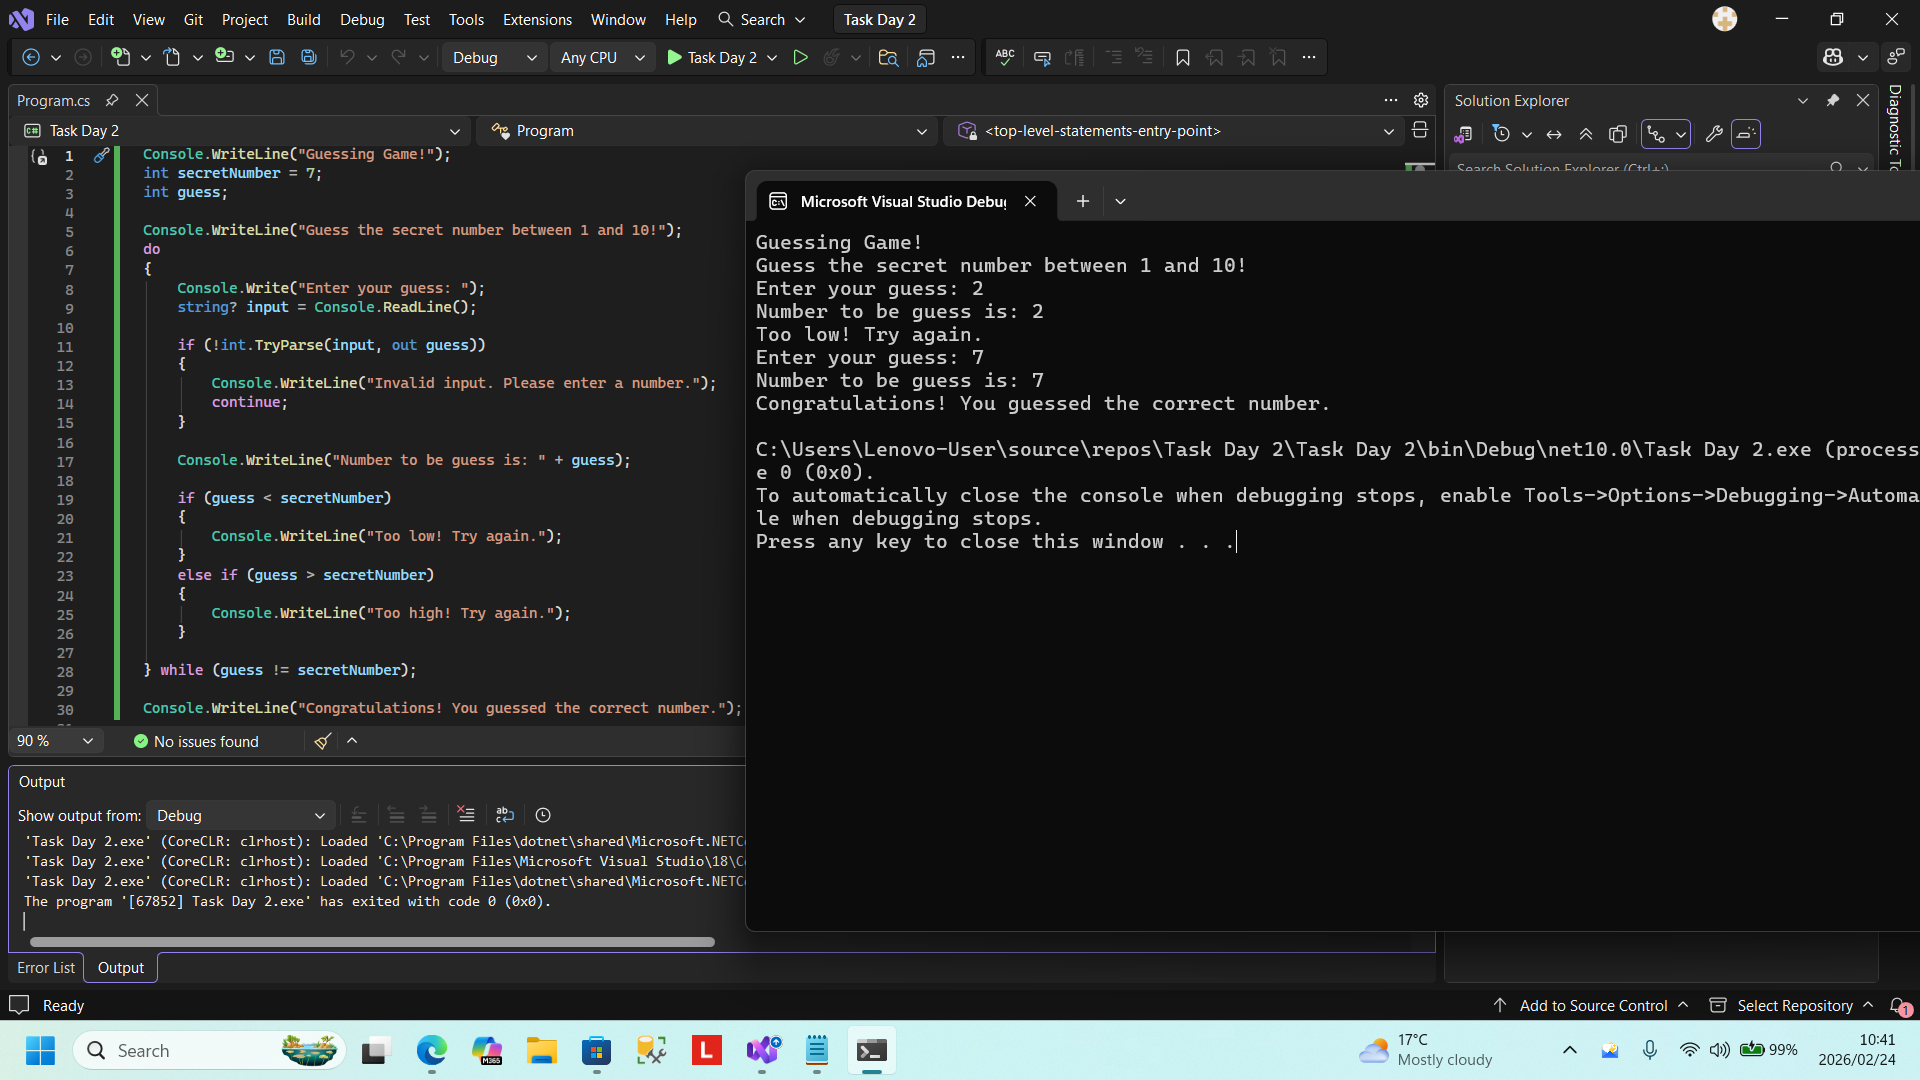 File Edit View Git Project Build Debug Test Tools Extensions Window Help Search Task Day 2
Debug Any CPU Task Day 2
Program.cs
Task Day 2 Program <top-level-statements-entry-point>
1 Console.WriteLine("Guessing Game!");
2 int secretNumber = 7;
3 int guess;
4
5 Console.WriteLine("Guess the secret number between 1 and 10!");
6 do
7 {
8 Console.Write("Enter your guess: ");
9 string? input = Console.ReadLine();
10
11 if (!int.TryParse(input, out guess))
12 {
13 Console.WriteLine("Invalid input. Please enter a number.");
14 continue;
15 }
16
17 Console.WriteLine("Number to be guess is: " + guess);
18
19 if (guess < secretNumber)
20 {
21 Console.WriteLine("Too low! Try again.");
22 }
23 else if (guess > secretNumber)
24 {
25 Console.WriteLine("Too high! Try again.");
26 }
27
28 } while (guess != secretNumber);
29
30 Console.WriteLine("Congratulations! You guessed the correct number.");
90 % No issues found
Output
Show output from: Debug
'Task Day 2.exe' (CoreCLR: clrhost): Loaded 'C:\Program Files\dotnet\shared\Microsoft.NETC
'Task Day 2.exe' (CoreCLR: clrhost): Loaded 'C:\Program Files\Microsoft Visual Studio\18\C
'Task Day 2.exe' (CoreCLR: clrhost): Loaded 'C:\Program Files\dotnet\shared\Microsoft.NETC
The program '[67852] Task Day 2.exe' has exited with code 0 (0x0).
Error List Output
Ready
Solution Explorer
Search Solution Explorer (Ctrl+;)
Diagnostic
Microsoft Visual Studio Debu
Guessing Game!
Guess the secret number between 1 and 10!
Enter your guess: 2
Number to be guess is: 2
Too low! Try again.
Enter your guess: 7
Number to be guess is: 7
Congratulations! You guessed the correct number.
C:\Users\Lenovo-User\source\repos\Task Day 2\Task Day 2\bin\Debug\net10.0\Task Day 2.exe (process
e 0 (0x0).
To automatically close the console when debugging stops, enable Tools->Options->Debugging->Automa
le when debugging stops.
Press any key to close this window . . .
Add to Source Control Select Repository 1
Search
M365
L
17°C
Mostly cloudy
99%
10:41
2026/02/24